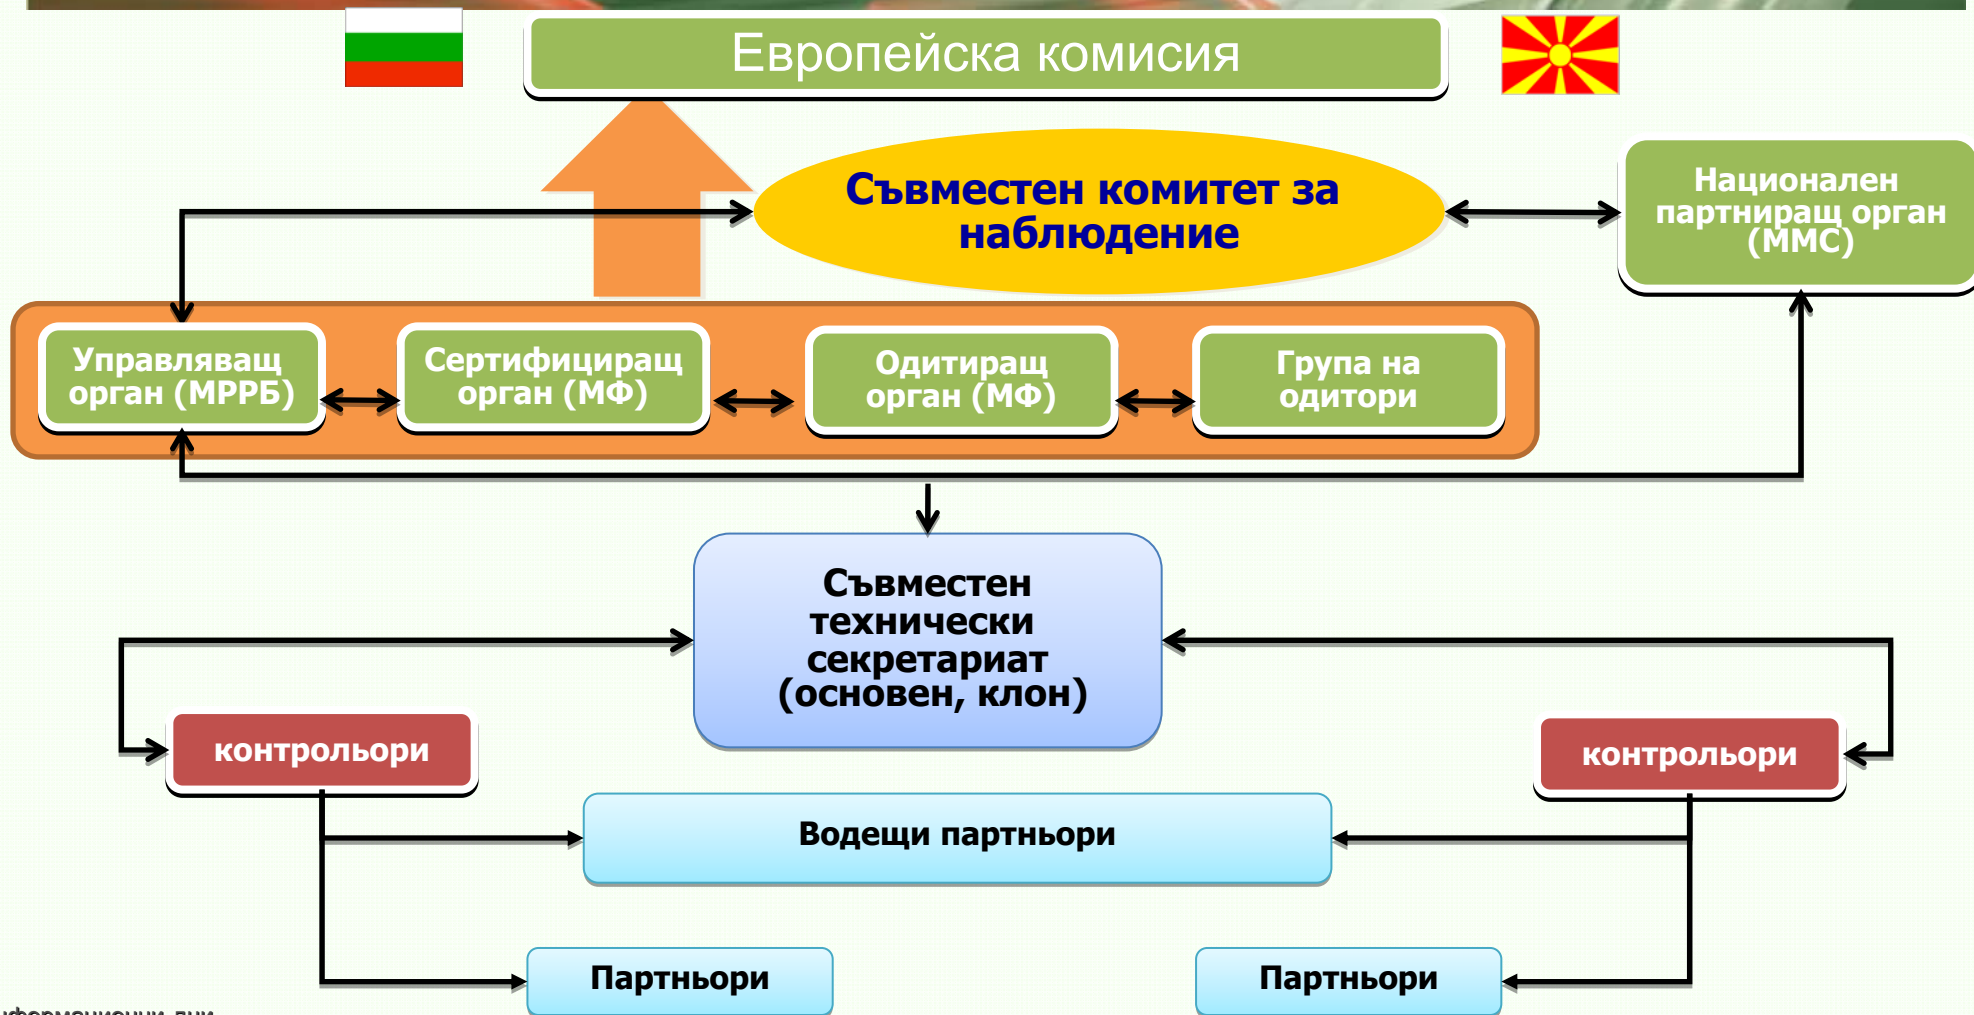 Европейска комисия
Съвместен комитет за
наблюдение
Национален
партниращ орган
(ММС)
Управляващ
орган (МРРБ)
Сертифициращ
орган (МФ)
Одитиращ
орган (МФ)
Група на
одитори
Съвместен
технически
секретариат
(основен, клон)
контрольори
контрольори
Водещи партньори
Партньори
Партньори